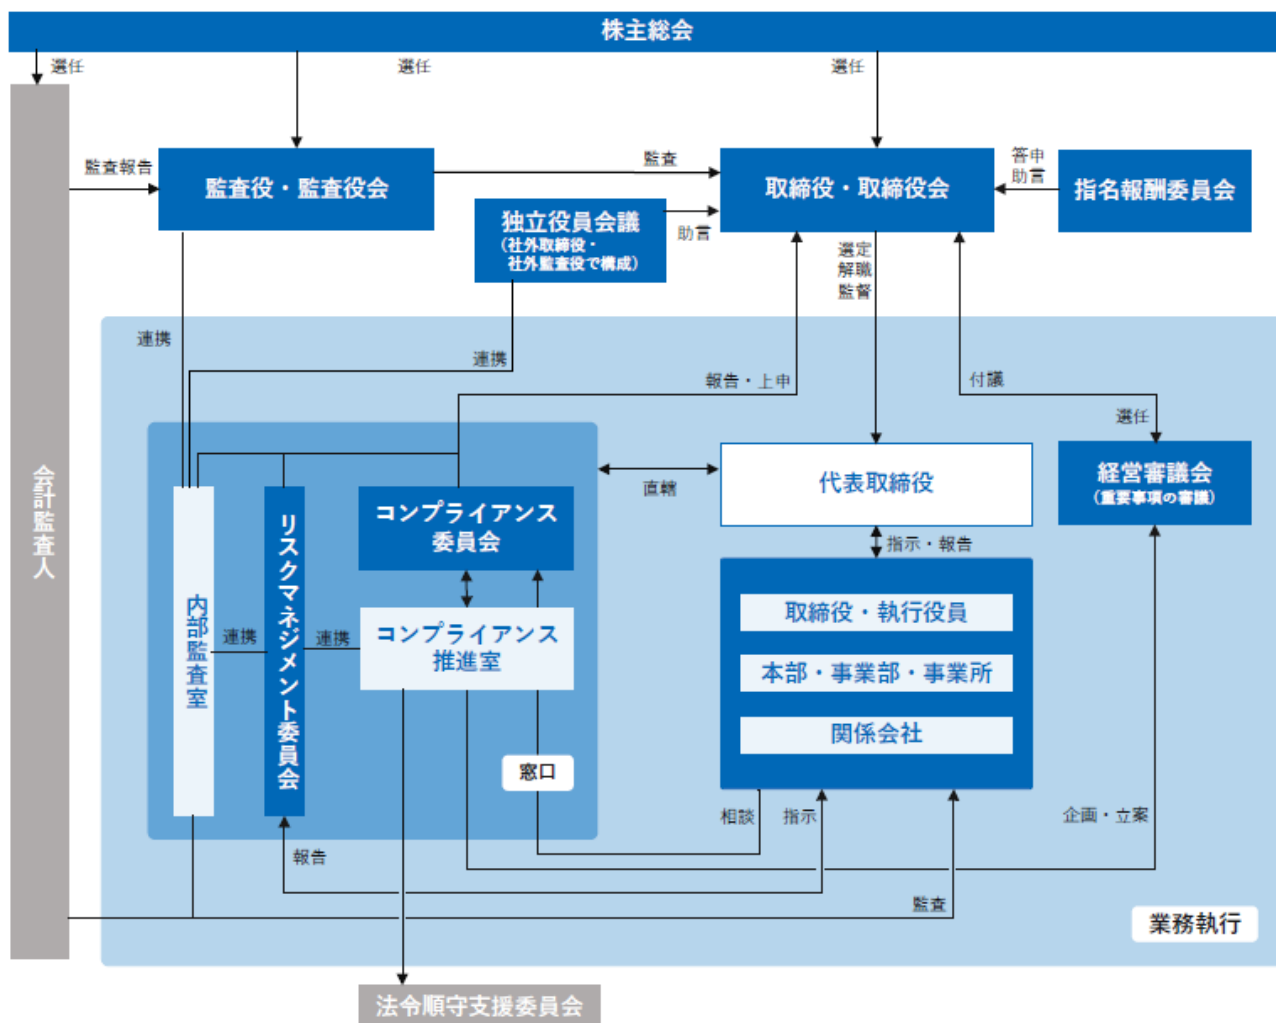 株主総会
選任
選任
選任
監査報告
監査役・監査役会
監査
取締役・取締役会
答申
助言
指名報酬委員会
独立役員会議
(社外取締役・
社外監査役で構成)
助言
選定
解職
監督
連携
連携
報告・上申
付議
選任
会計監査人
直轄
代表取締役
経営審議会
(重要事項の審議)
指示・報告
コンプライアンス
委員会
内部監査室
連携
リスクマネジメント委員会
連携
コンプライアンス
推進室
取締役・執行役員
本部・事業部・事業所
関係会社
窓口
相談
指示
企画・立案
報告
監査
業務執行
法令順守支援委員会